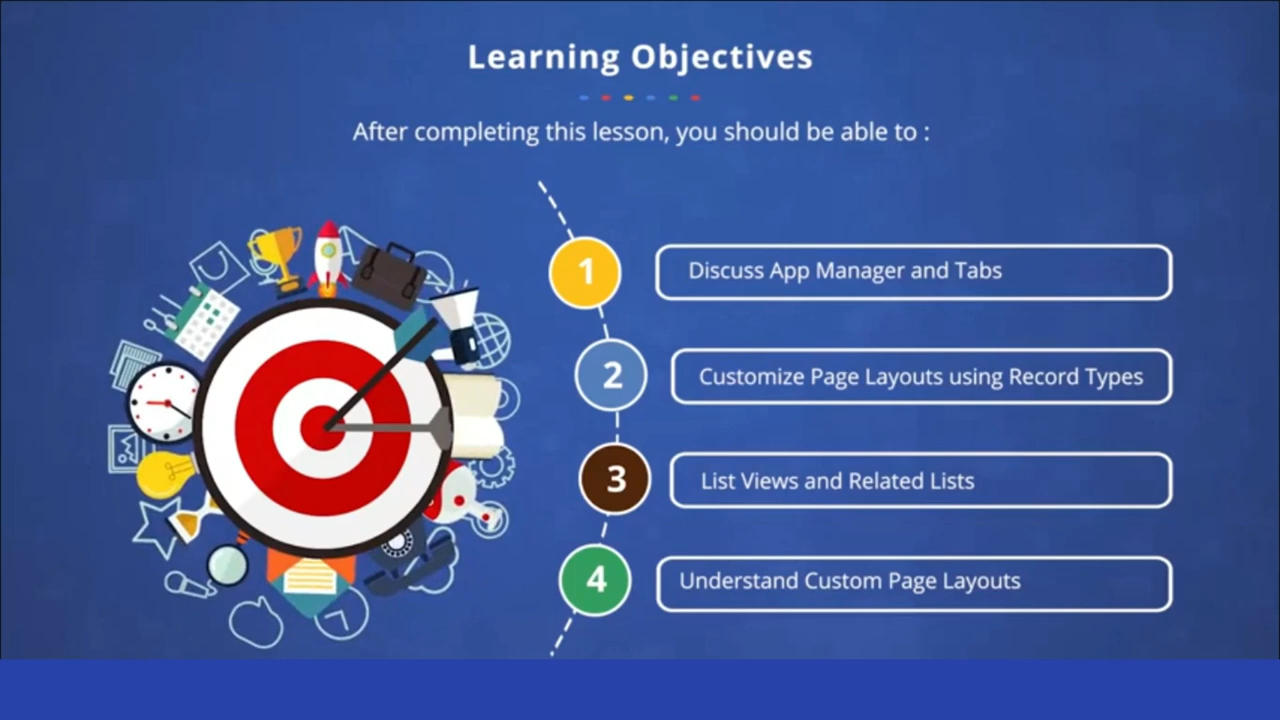 Learning Objectives
After completing this lesson, you should be able to :
1
Discuss App Manager and Tabs
2
Customize Page Layouts using Record Types
3
List Views and Related Lists
4
Understand Custom Page Layouts